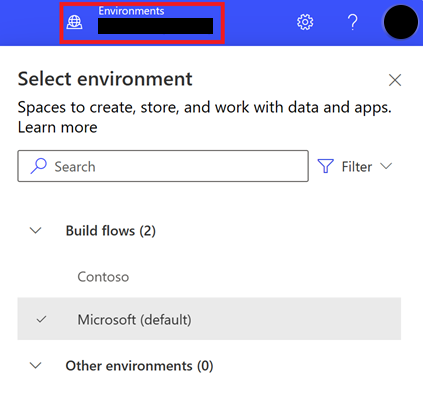 Environments
Select environment
Spaces to create, store, and work with data and apps.
Learn more
Search
Filter
Build flows (2)
Contoso
Microsoft (default)
Other environments (0)